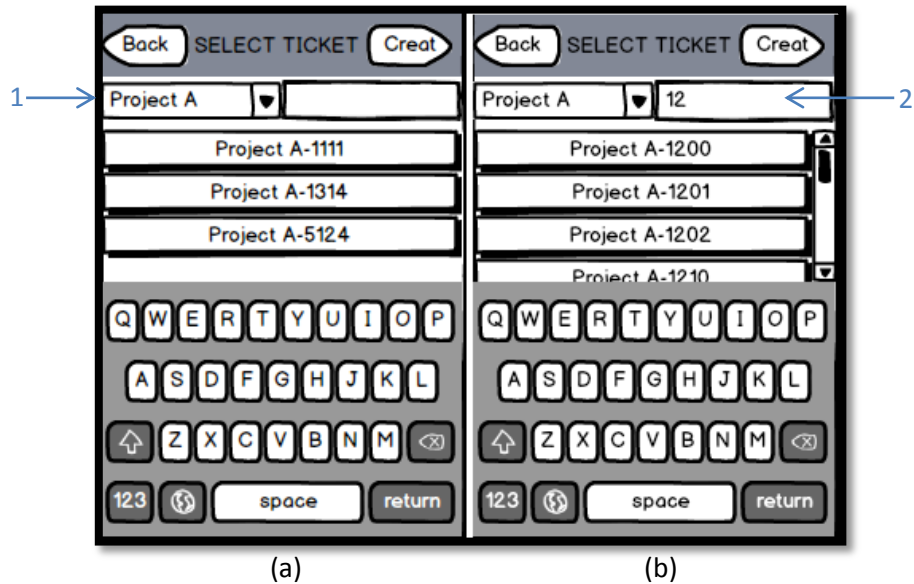 Back SELECT TICKET Creat
1
Project A
Project A-1111
Project A-1314
Project A-5124
Q W E R T Y U I O P
A S D F G H J K L
Z X C V B N M
123 space return
(a)
Back SELECT TICKET Creat
Project A 12
2
Project A-1200
Project A-1201
Project A-1202
Project A-1210
Q W E R T Y U I O P
A S D F G H J K L
Z X C V B N M
123 space return
(b)